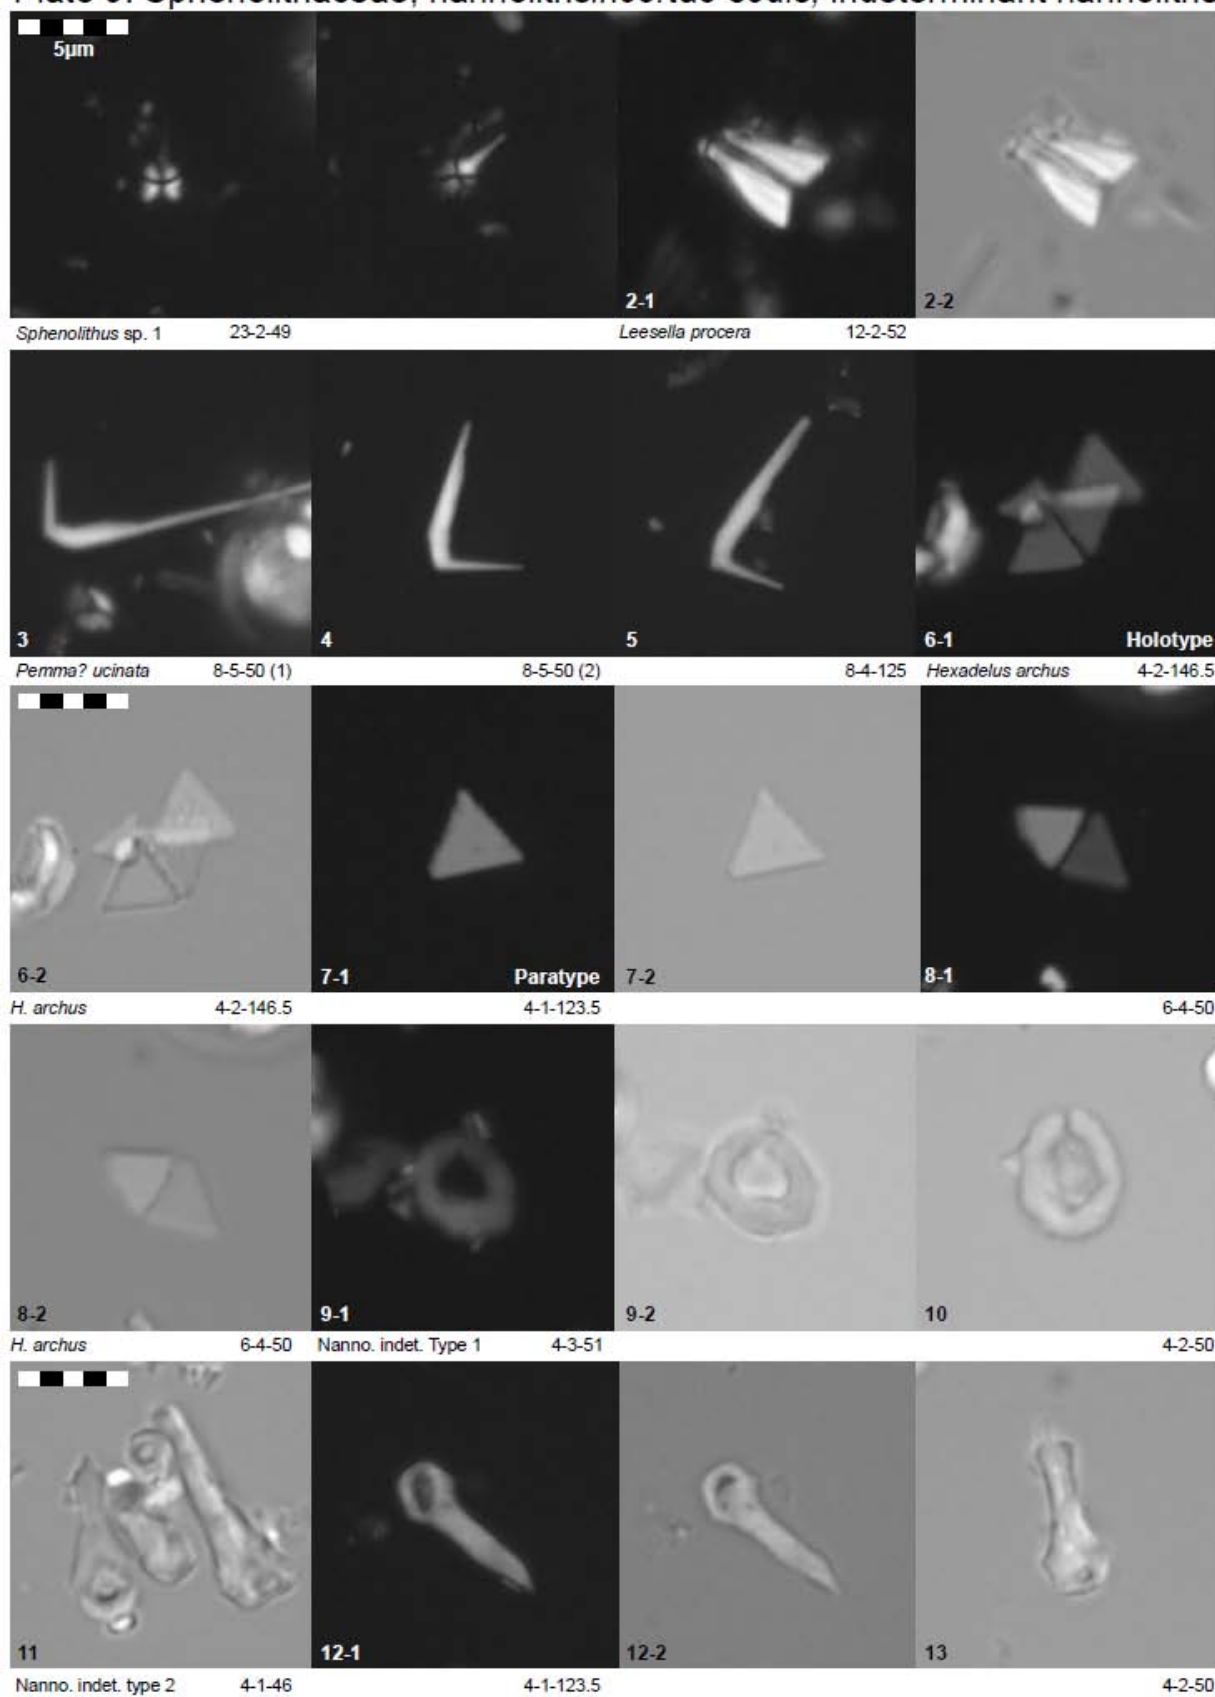 5µm
2-1 2-2
Sphenolithus sp. 1 23-2-49 Leesella procera 12-2-52
3 4 5 6-1 Holotype
Pemma? ucinata 8-5-50 (1) 8-5-50 (2) 8-4-125 Hexadelus archus 4-2-146.5
6-2 7-1 Paratype 7-2 8-1
H. archus 4-2-146.5 4-1-123.5 6-4-50
8-2 9-1 9-2 10
H. archus 6-4-50 Nanno. indet. Type 1 4-3-51 4-2-50
11 12-1 12-2 13
Nanno. indet. type 2 4-1-46 4-1-123.5 4-2-50